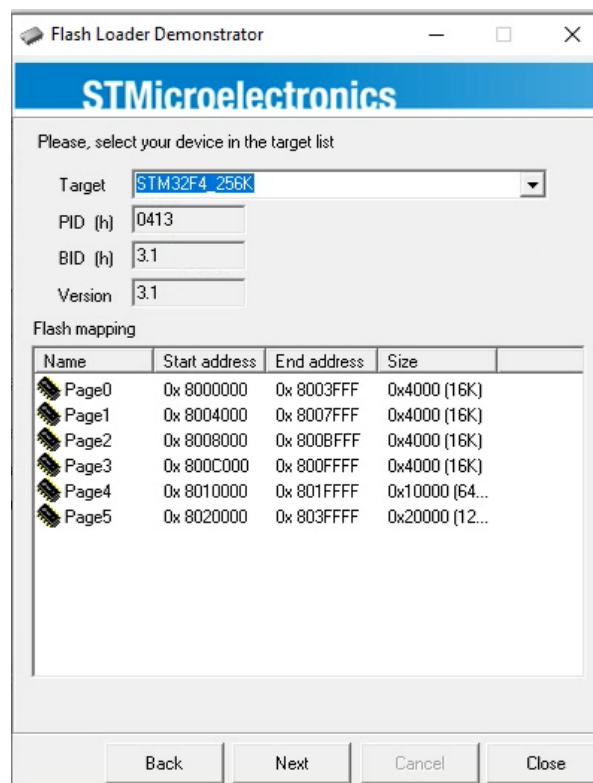 Flash Loader Demonstrator
STMicroelectronics
Please, select your device in the target list
Target STM32F4_256K
PID (h) 0413
BID (h) 3.1
Version 3.1
Flash mapping
Name Start address End address Size
Page0 0x 8000000 0x 8003FFF 0x4000 (16K)
Page1 0x 8004000 0x 8007FFF 0x4000 (16K)
Page2 0x 8008000 0x 800BFFF 0x4000 (16K)
Page3 0x 800C000 0x 800FFFF 0x4000 (16K)
Page4 0x 8010000 0x 801FFFF 0x10000 (64...
Page5 0x 8020000 0x 803FFFF 0x20000 (12...
Back Next Cancel Close